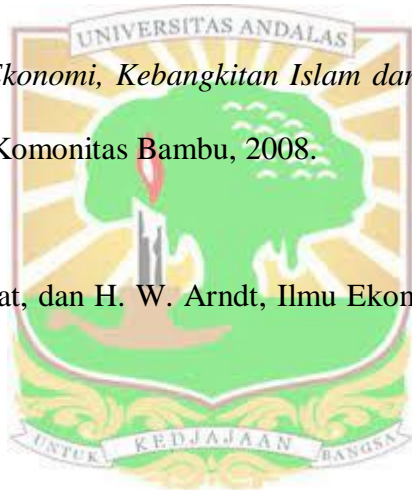 UNIVERSITAS ANDALAS
Ekonomi, Kebangkitan Islam dan
Komonitas Bambu, 2008.
at, dan H. W. Arndt, Ilmu Ekon
UNTUK KEDJAJAAN BANGSA